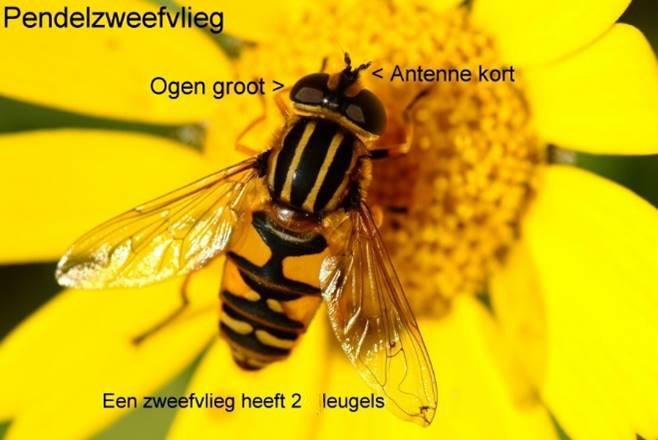 Pendelzweefvlieg
< Antenne kort
Ogen groot >
Een zweefvlieg heeft 2 leugels